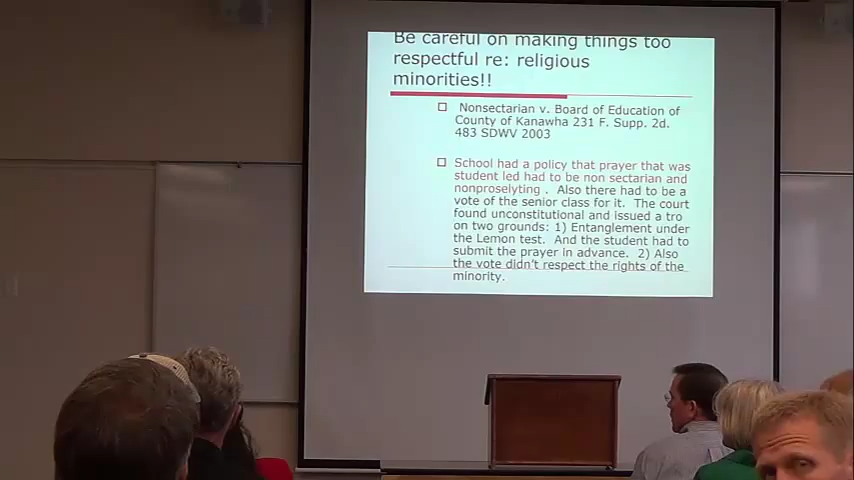 Be careful on making things too
respectful re: religious
minorities!!
Nonsectarian v. Board of Education of
County of Kanawha 231 F. Supp. 2d.
483 SDWV 2003
School had a policy that prayer that was
student led had to be non sectarian and
nonproselyting . Also there had to be a
vote of the senior class for it. The court
found unconstitutional and issued a tro
on two grounds: 1) Entanglement under
the Lemon test. And the student had to
submit the prayer in advance. 2) Also
the vote didn't respect the rights of the
minority.